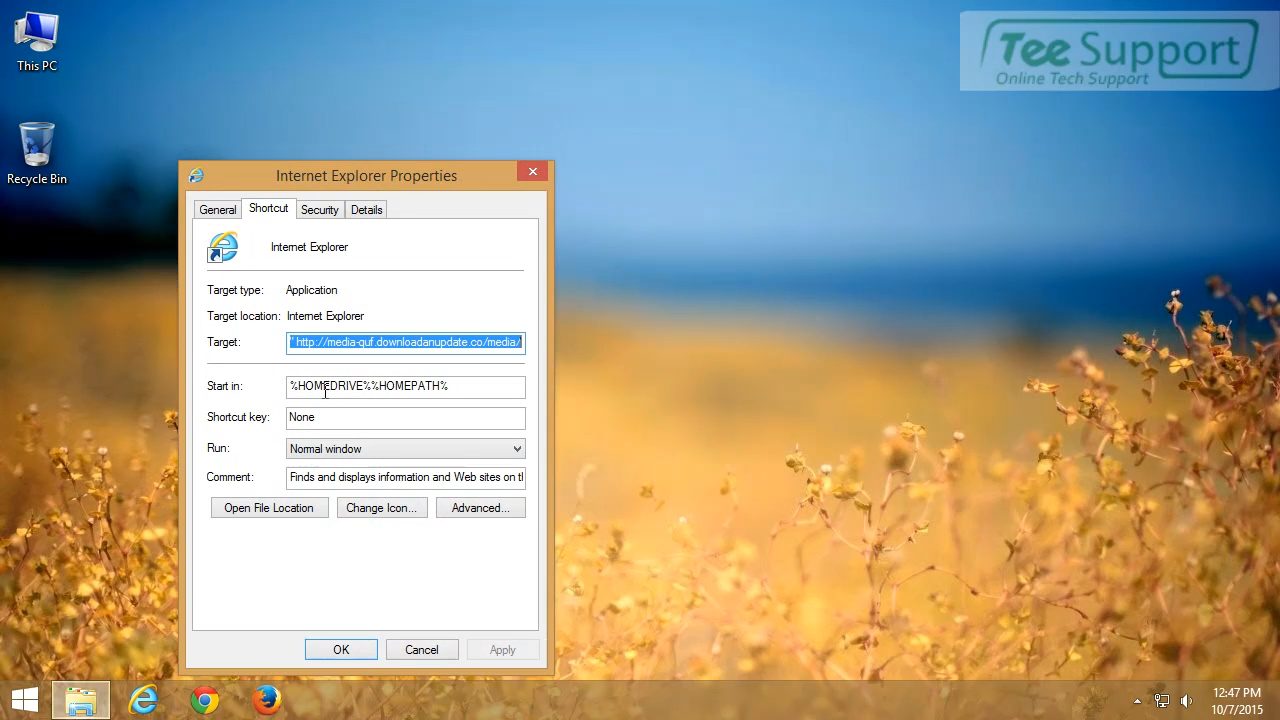 This PC
Recycle Bin
Tee Support
Online Tech Support
Internet Explorer Properties
General Shortcut Security Details
Internet Explorer
Target type: Application
Target location: Internet Explorer
Target: " http://media-quf.downloadanupdate.co/media/
Start in: %HOMEDRIVE%%HOMEPATH%
Shortcut key: None
Run: Normal window
Comment: Finds and displays information and Web sites on th
Open File Location Change Icon... Advanced...
OK Cancel Apply
12:47 PM
10/7/2015